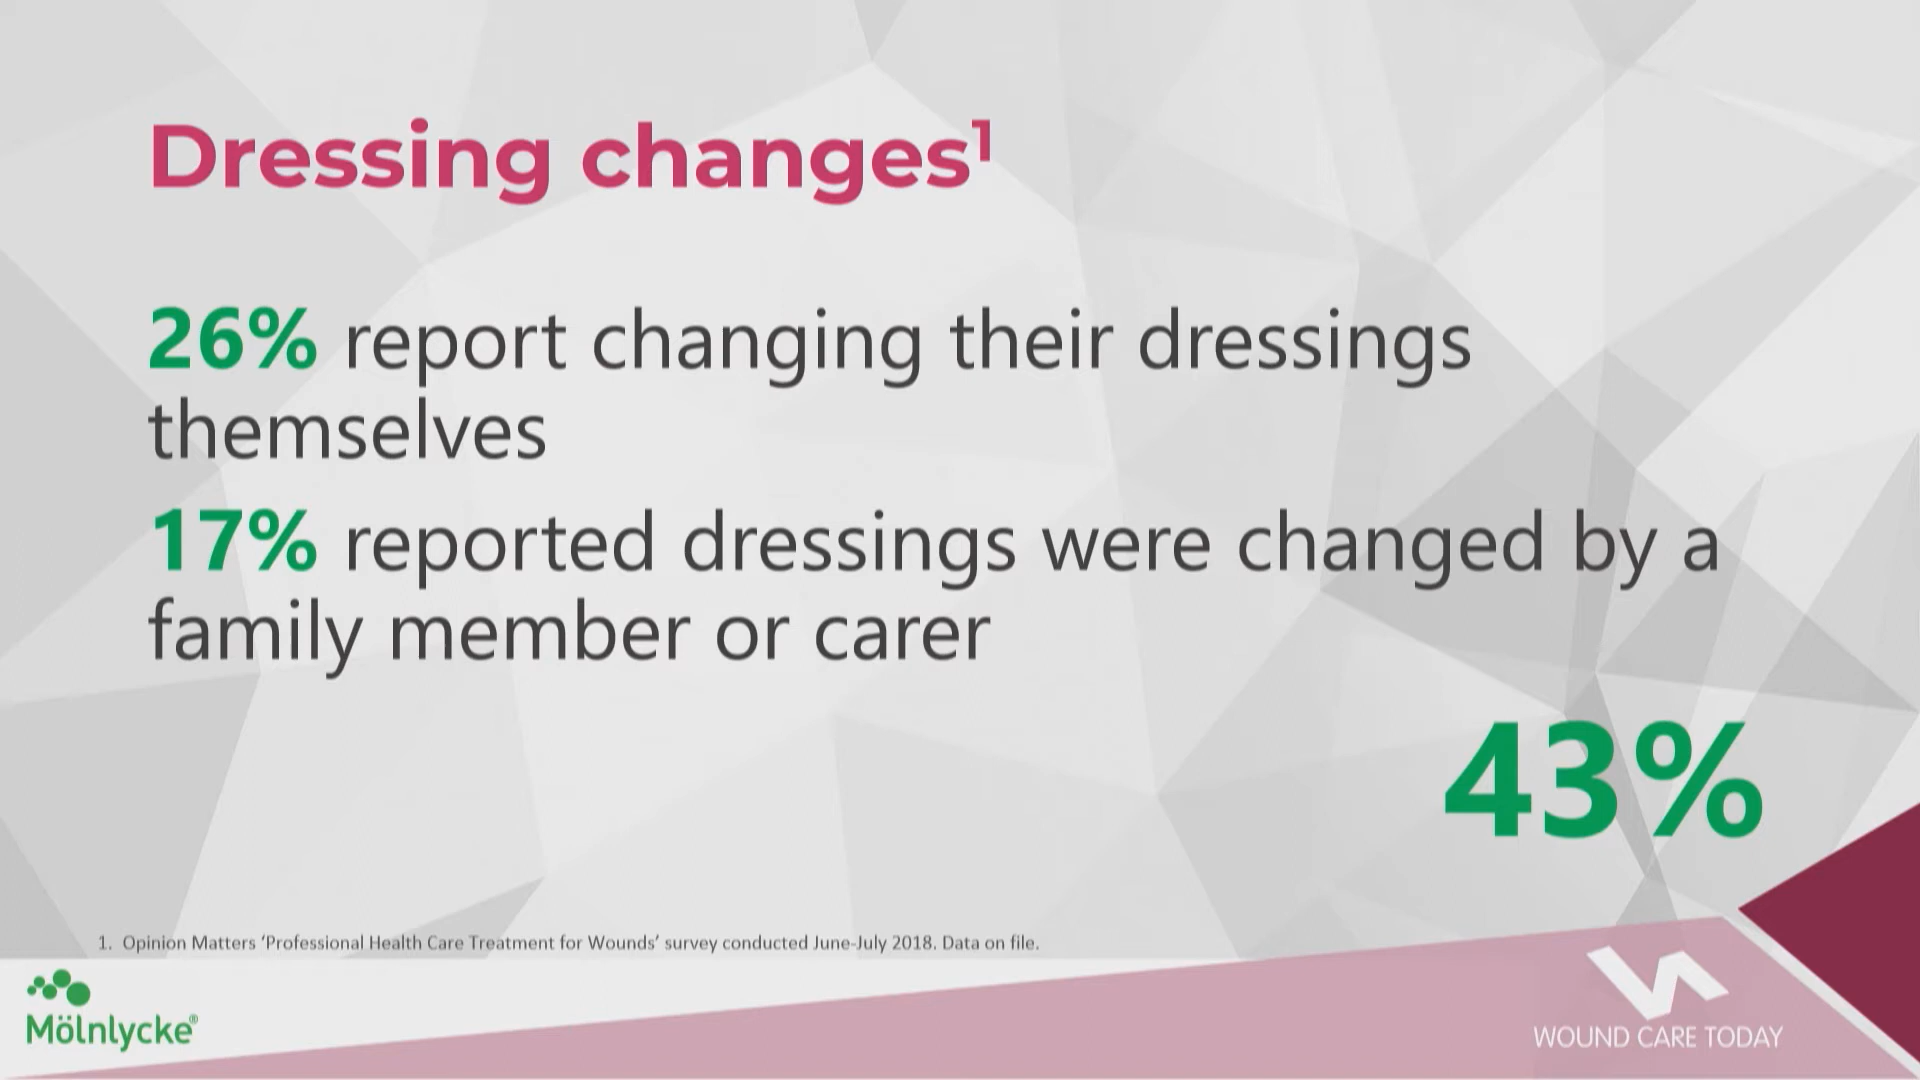 Dressing changes¹
26% report changing their dressings
themselves
17% reported dressings were changed by a
family member or carer
43%
1. Opinion Matters ‘Professional Health Care Treatment for Wounds’ survey conducted June-July 2018. Data on file.
Mölnlycke®
WOUND CARE TODAY